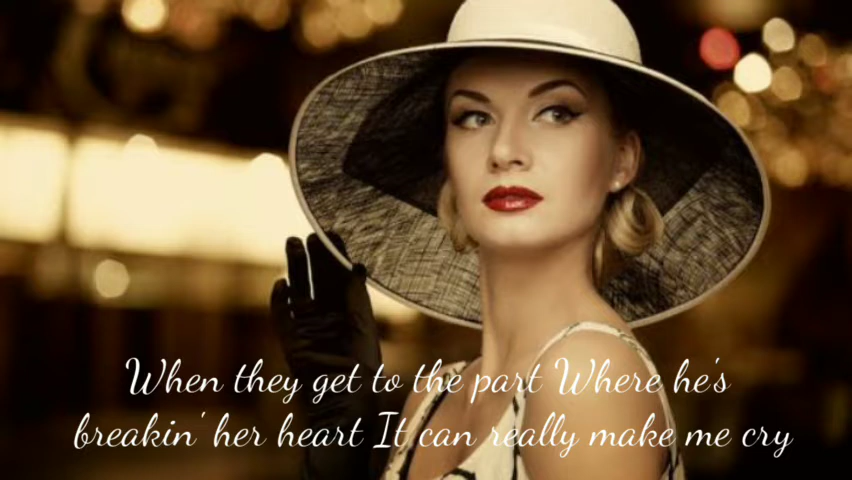 When they get to the part Where he's
breakin' her heart It can really make me cry